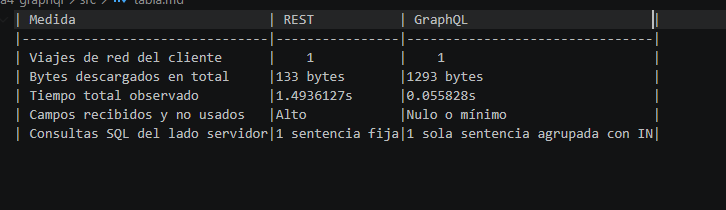 a4 graphql > src > tabla.md
| Medida | REST | GraphQL |
|-------------------------------|----------------|-------------------------------|
| Viajes de red del cliente | 1 | 1 |
| Bytes descargados en total |133 bytes |1293 bytes |
| Tiempo total observado |1.4936127s |0.055828s |
| Campos recibidos y no usados |Alto |Nulo o mínimo |
| Consultas SQL del lado servidor|1 sentencia fija|1 sola sentencia agrupada con IN|